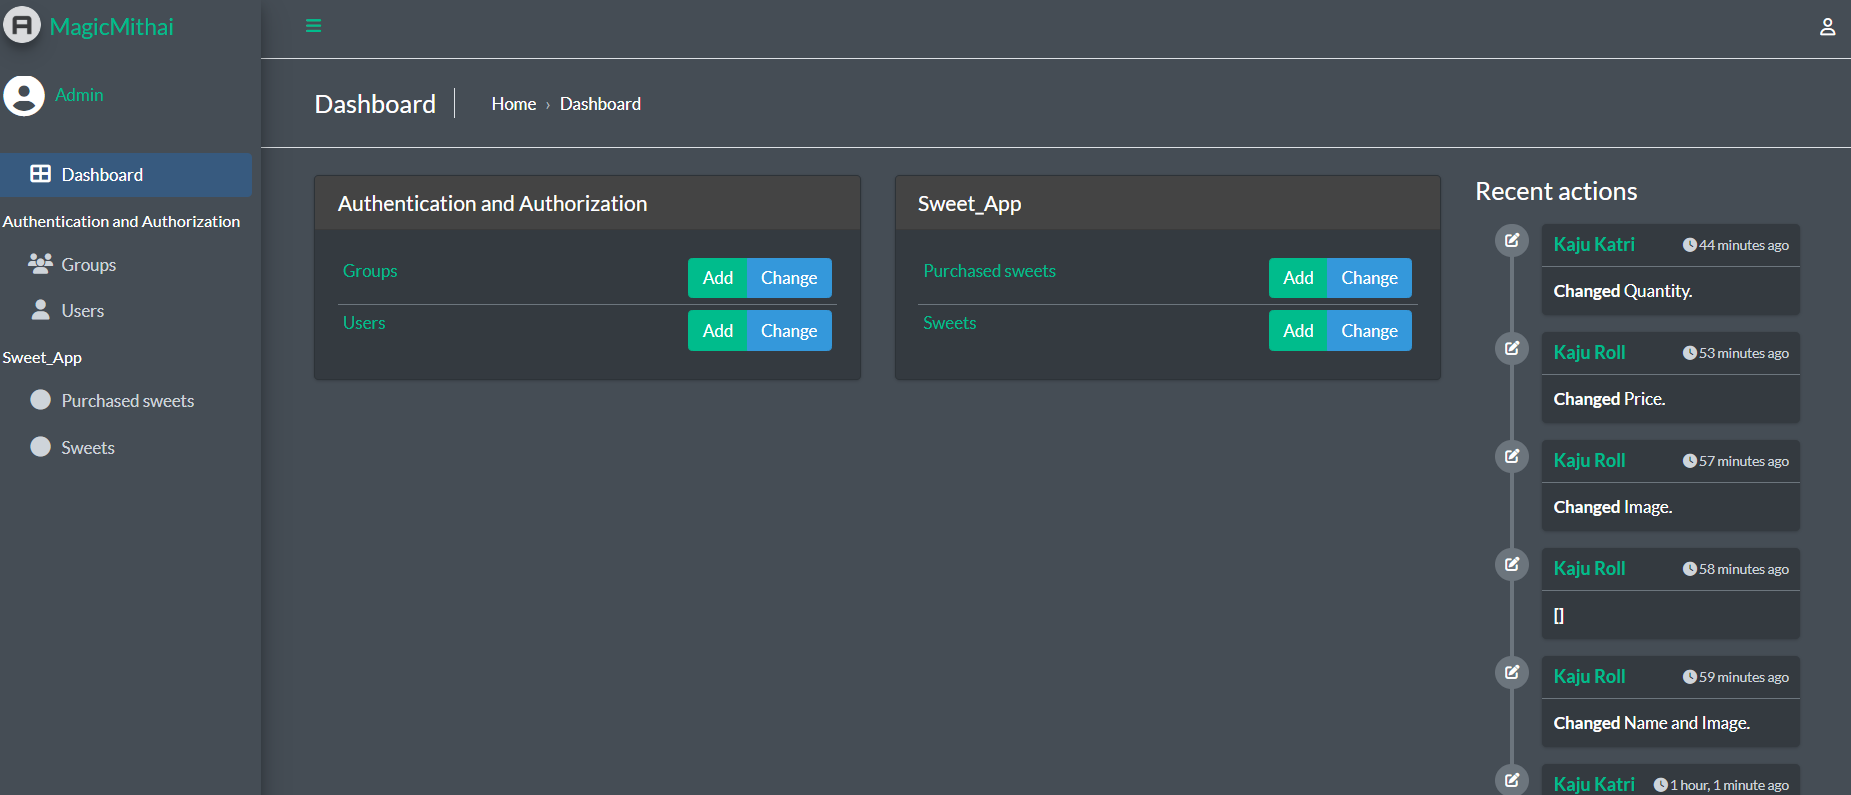 MagicMithai
Admin
Dashboard
Authentication and Authorization
Groups
Users
Sweet_App
Purchased sweets
Sweets
Dashboard
Home › Dashboard
Authentication and Authorization
Groups Add Change
Users Add Change
Sweet_App
Purchased sweets Add Change
Sweets Add Change
Recent actions
Kaju Katri 44 minutes ago
Changed Quantity.
Kaju Roll 53 minutes ago
Changed Price.
Kaju Roll 57 minutes ago
Changed Image.
Kaju Roll 58 minutes ago
[]
Kaju Roll 59 minutes ago
Changed Name and Image.
Kaju Katri 1 hour, 1 minute ago